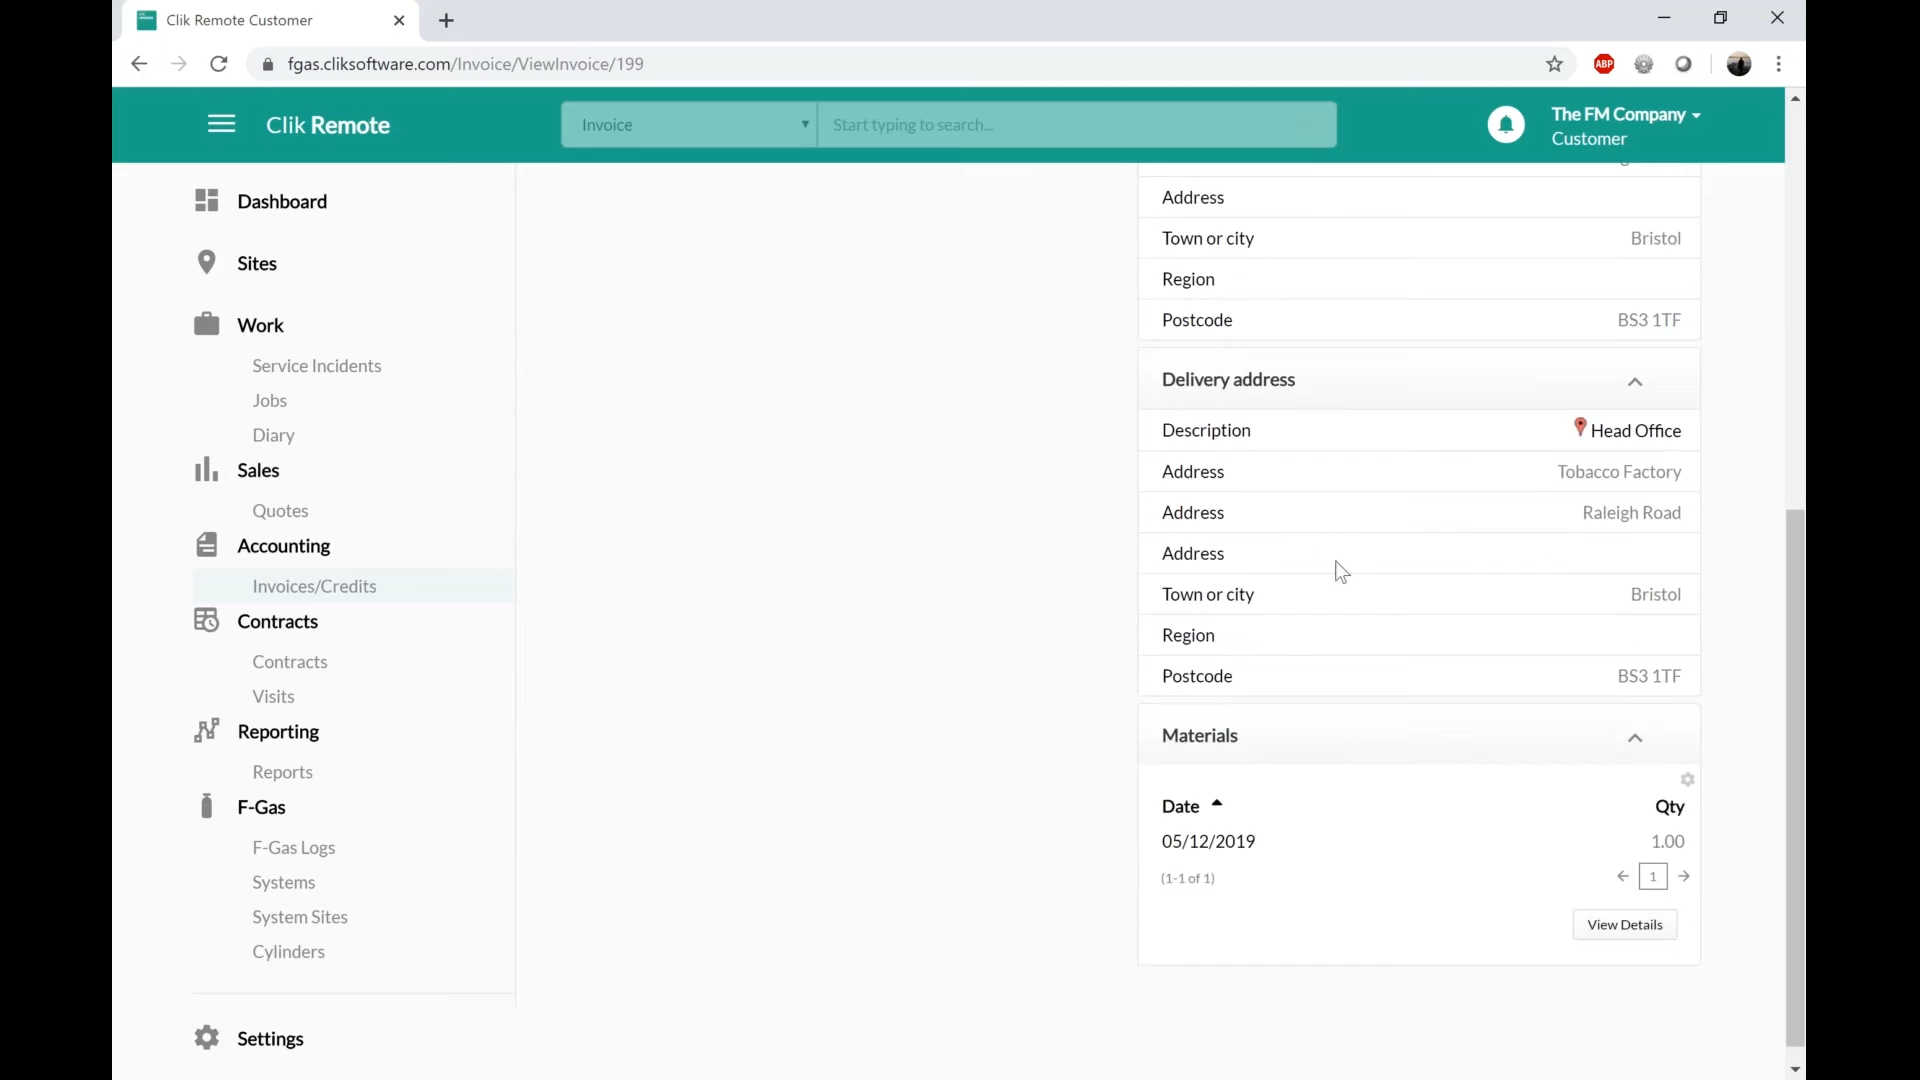 Clik Remote Customer
fgas.cliksoftware.com/Invoice/ViewInvoice/199
ABP
Clik Remote
Invoice
Start typing to search...
The FM Company
Customer
Dashboard
Sites
Work
Service Incidents
Jobs
Diary
Sales
Quotes
Accounting
Invoices/Credits
Contracts
Contracts
Visits
Reporting
Reports
F-Gas
F-Gas Logs
Systems
System Sites
Cylinders
Settings
Address
Town or city Bristol
Region
Postcode BS3 1TF
Delivery address
Description Head Office
Address Tobacco Factory
Address Raleigh Road
Address
Town or city Bristol
Region
Postcode BS3 1TF
Materials
Date Qty
05/12/2019 1.00
(1-1 of 1) 1
View Details